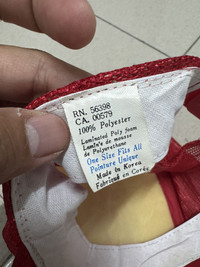 RN. 56398
CA. 00579
100% Polyester
Laminated Poly foam
Lamin's de mousse
de Polyurethane
One Size Fits All
Pointure Unique
Made in Korea
Fabriqué en Corée